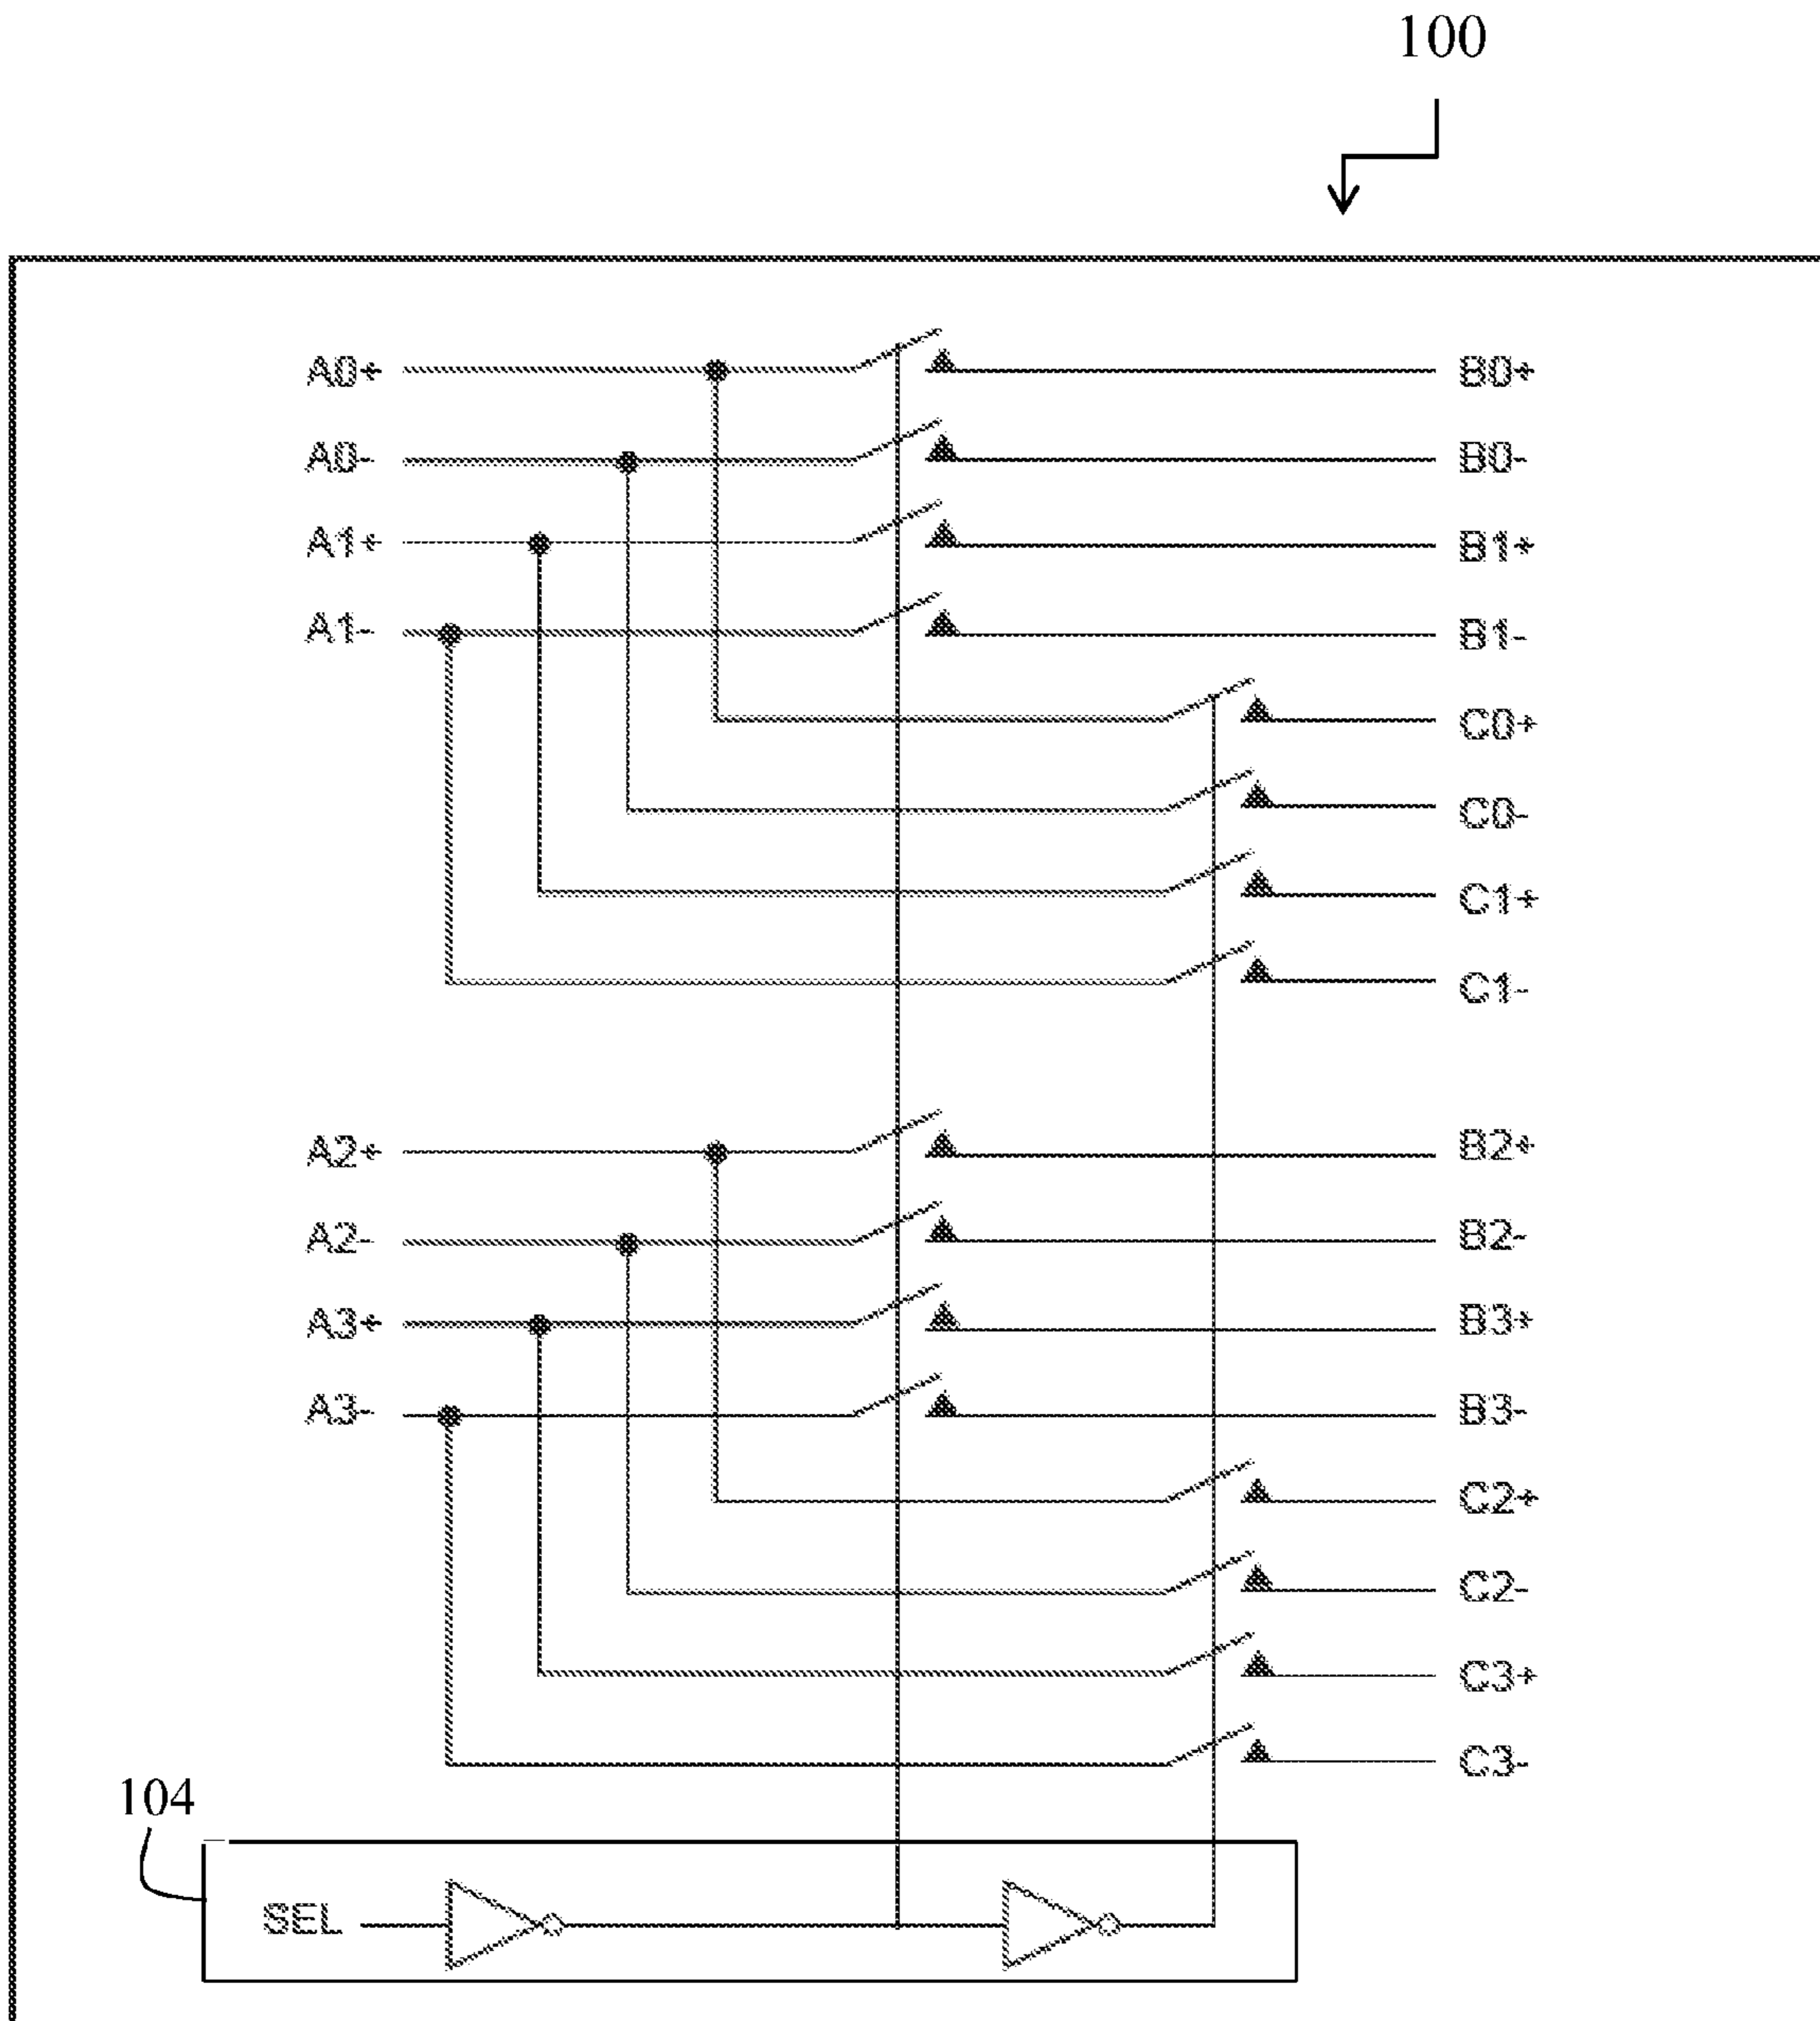 100
A0+ B0+
A0- B0-
A1+ B1+
A1- B1-
C0+
C0-
C1+
C1-
A2+ B2+
A2- B2-
A3+ B3+
A3- B3-
C2+
C2-
C3+
C3-
104
SEL